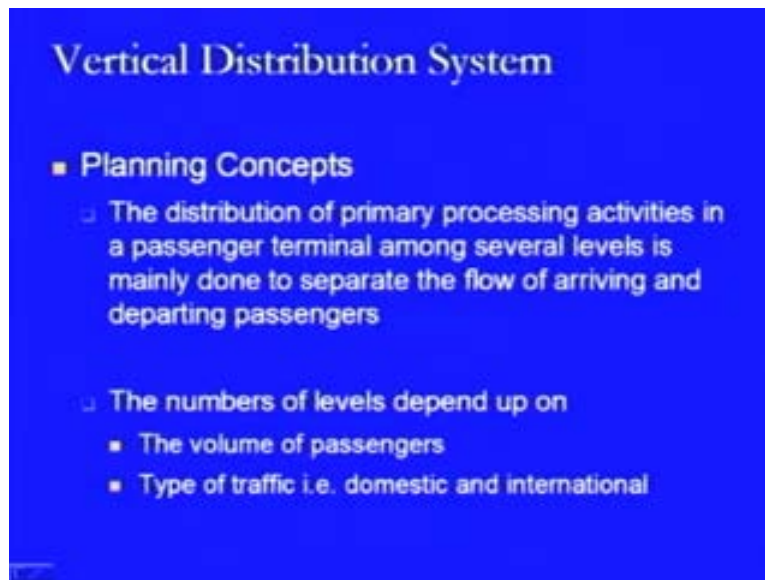 Vertical Distribution System
Planning Concepts
The distribution of primary processing activities in
a passenger terminal among several levels is
mainly done to separate the flow of arriving and
departing passengers
The numbers of levels depend up on
The volume of passengers
Type of traffic i.e. domestic and international